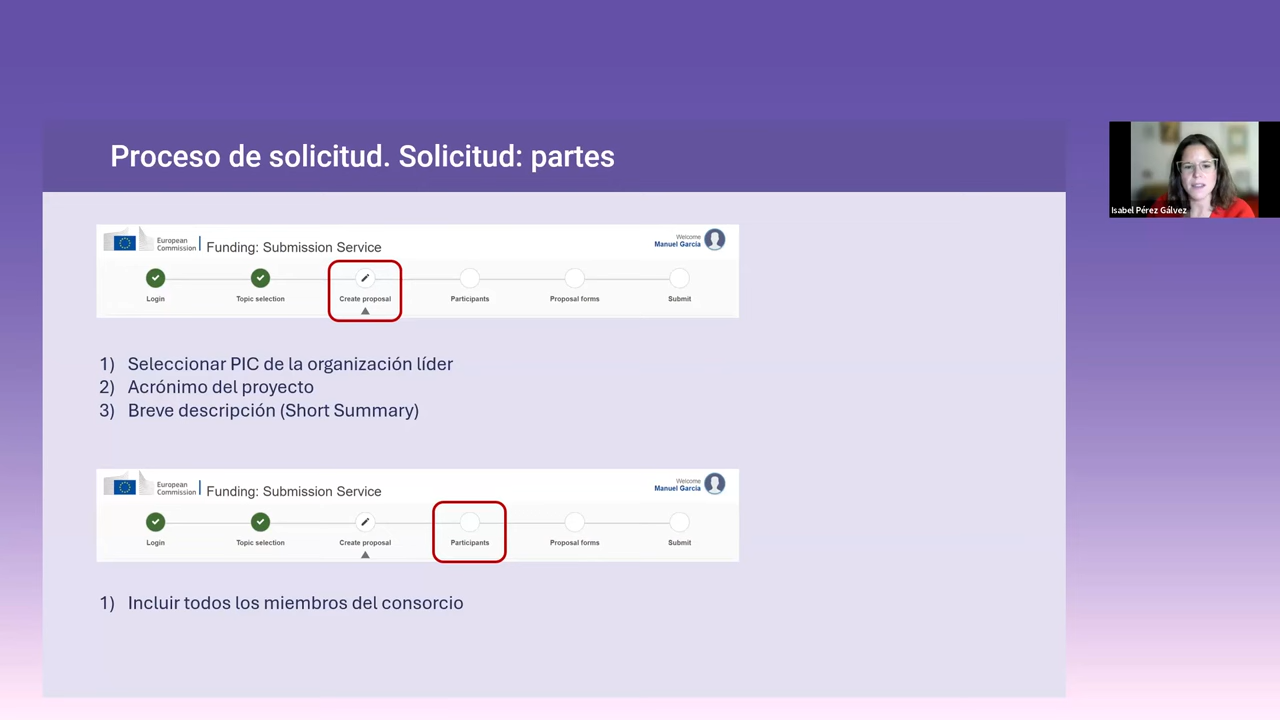 Proceso de solicitud. Solicitud: partes
Isabel Pérez Gálvez
European
Commission
Funding: Submission Service
Welcome
Manuel Garcia
Login
Topic selection
Create proposal
Participants
Proposal forms
Submit
1) Seleccionar PIC de la organización líder
2) Acrónimo del proyecto
3) Breve descripción (Short Summary)
European
Commission
Funding: Submission Service
Welcome
Manuel Garcia
Login
Topic selection
Create proposal
Participants
Proposal forms
Submit
1) Incluir todos los miembros del consorcio